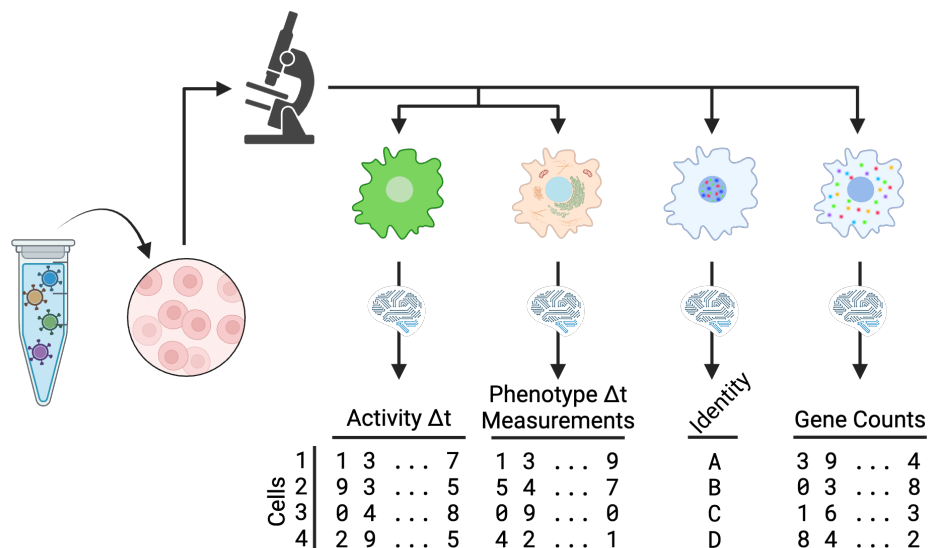 Activity Δt
Phenotype Δt
Measurements
Identity
Gene Counts
Cells
1 1 3 ... 7 1 3 ... 9 A 3 9 ... 4
2 9 3 ... 5 5 4 ... 7 B 0 3 ... 8
3 0 4 ... 8 0 9 ... 0 C 1 6 ... 3
4 2 9 ... 5 4 2 ... 1 D 8 4 ... 2